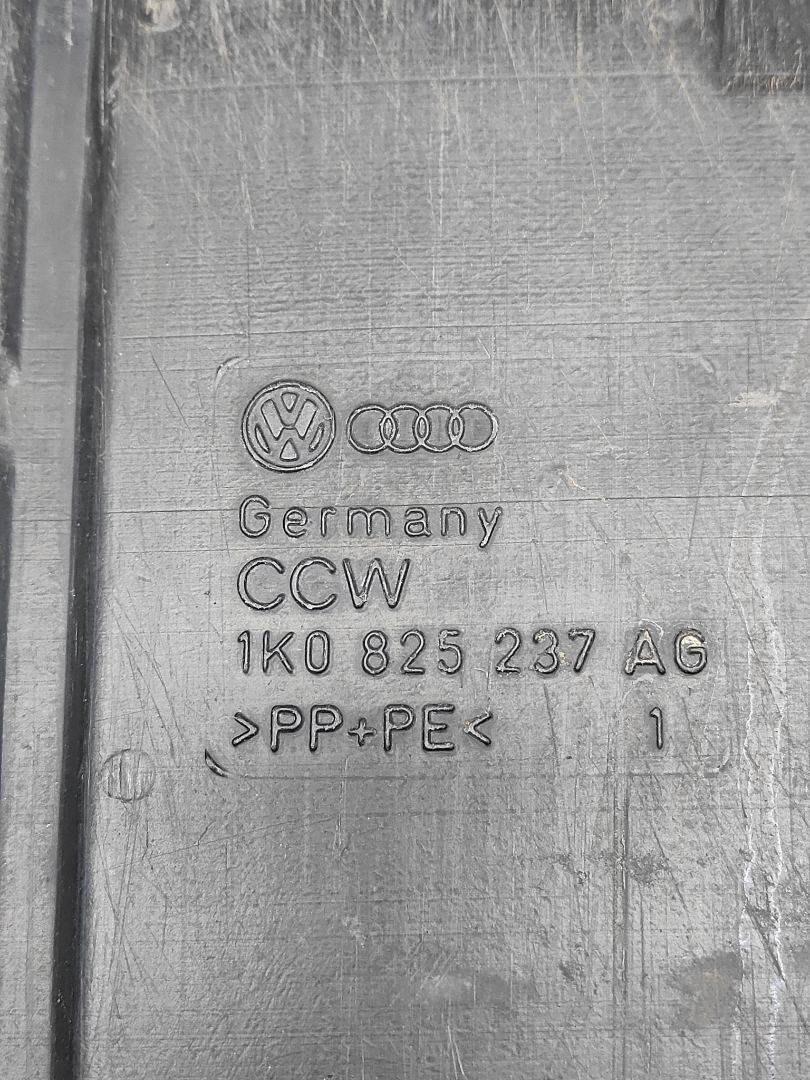 Germany
CCW
1K0 825 237 AG
>PP+PE< 1